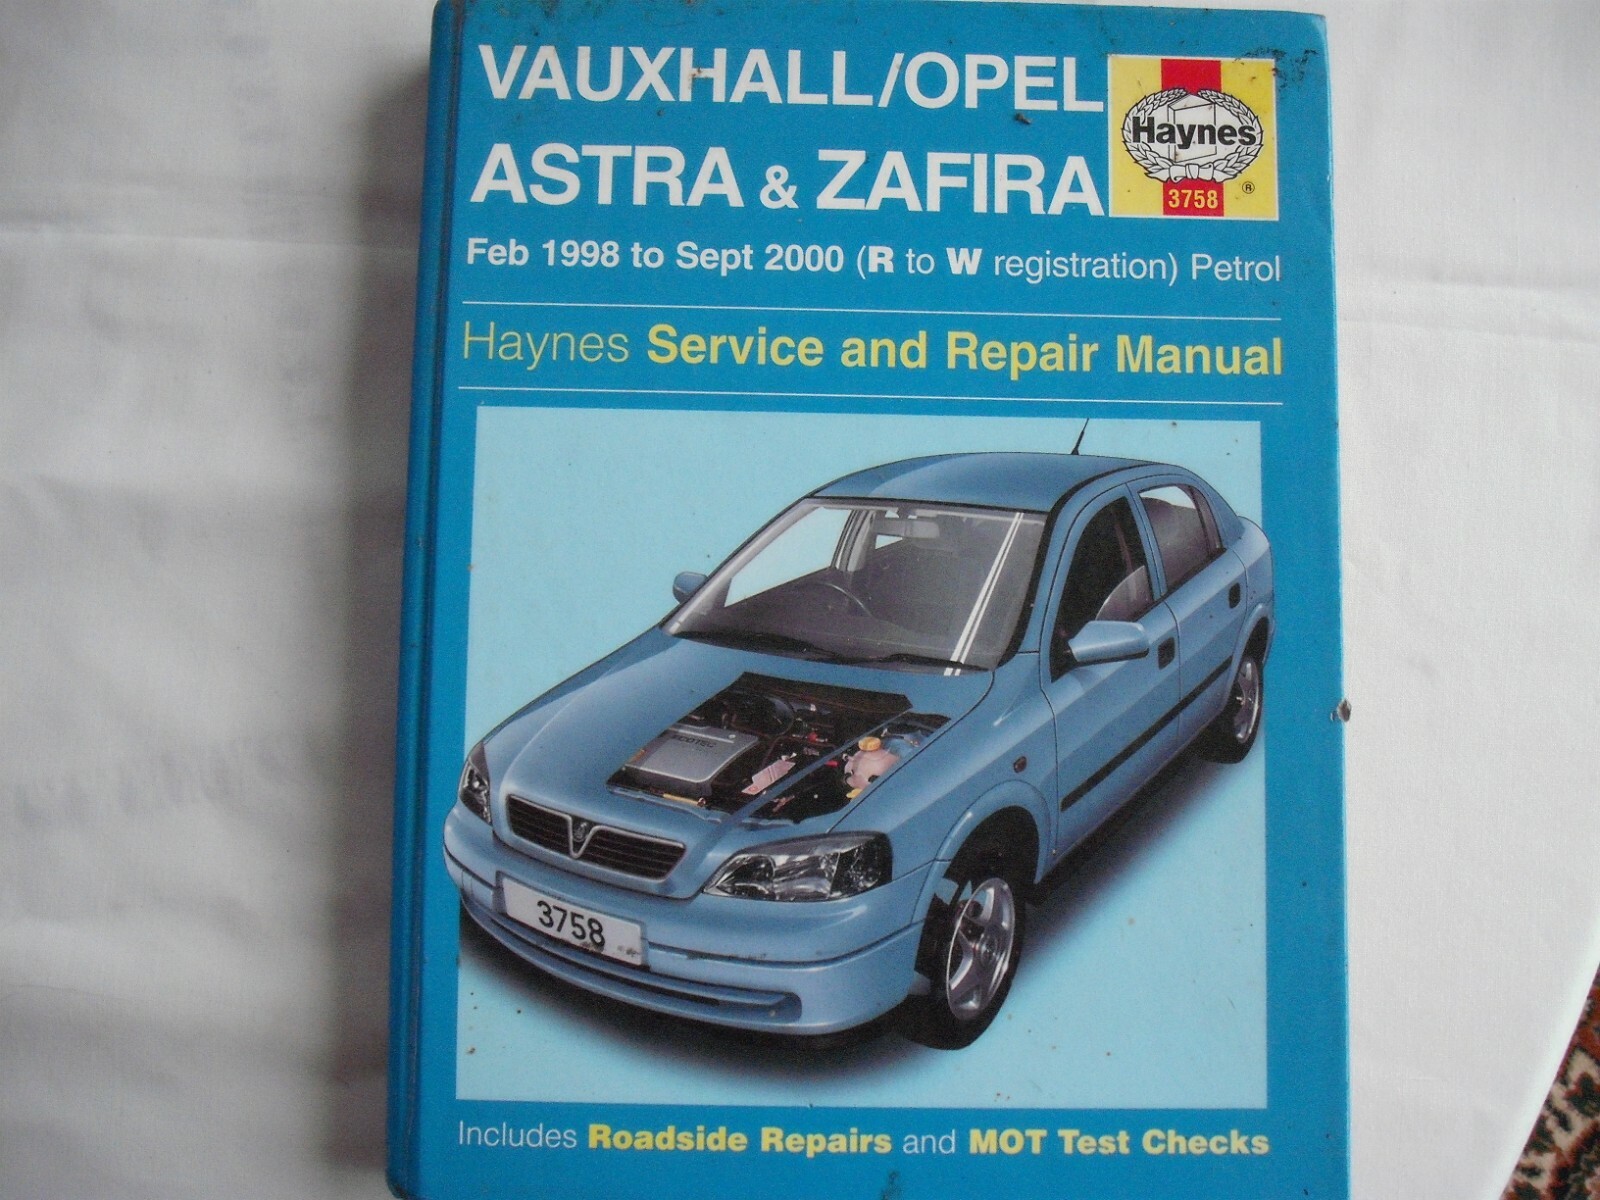 VAUXHALL/OPEL
ASTRA & ZAFIRA
Haynes
3758
®
Feb 1998 to Sept 2000 (R to W registration) Petrol
Haynes Service and Repair Manual
ECOTEC
3758
Includes Roadside Repairs and MOT Test Checks